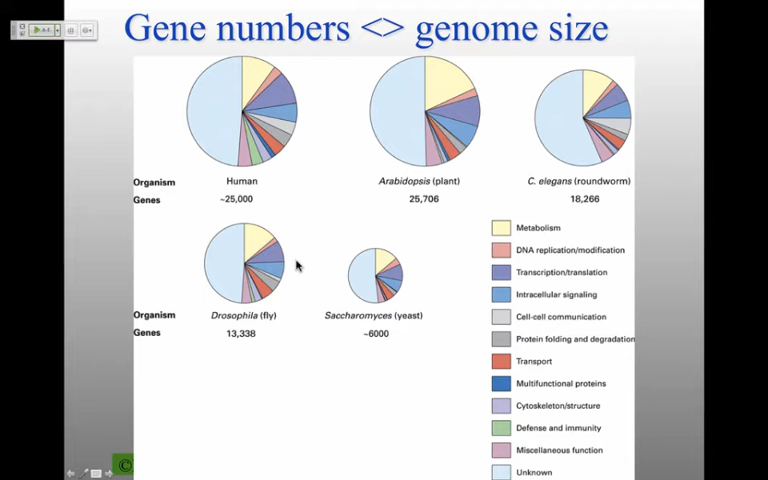 Gene numbers <> genome size
Organism Human Arabidopsis (plant) C. elegans (roundworm)
Genes ~25,000 25,706 18,266
Organism Drosophila (fly) Saccharomyces (yeast)
Genes 13,338 ~6000
Metabolism
DNA replication/modification
Transcription/translation
Intracellular signaling
Cell-cell communication
Protein folding and degradation
Transport
Multifunctional proteins
Cytoskeleton/structure
Defense and immunity
Miscellaneous function
Unknown
©